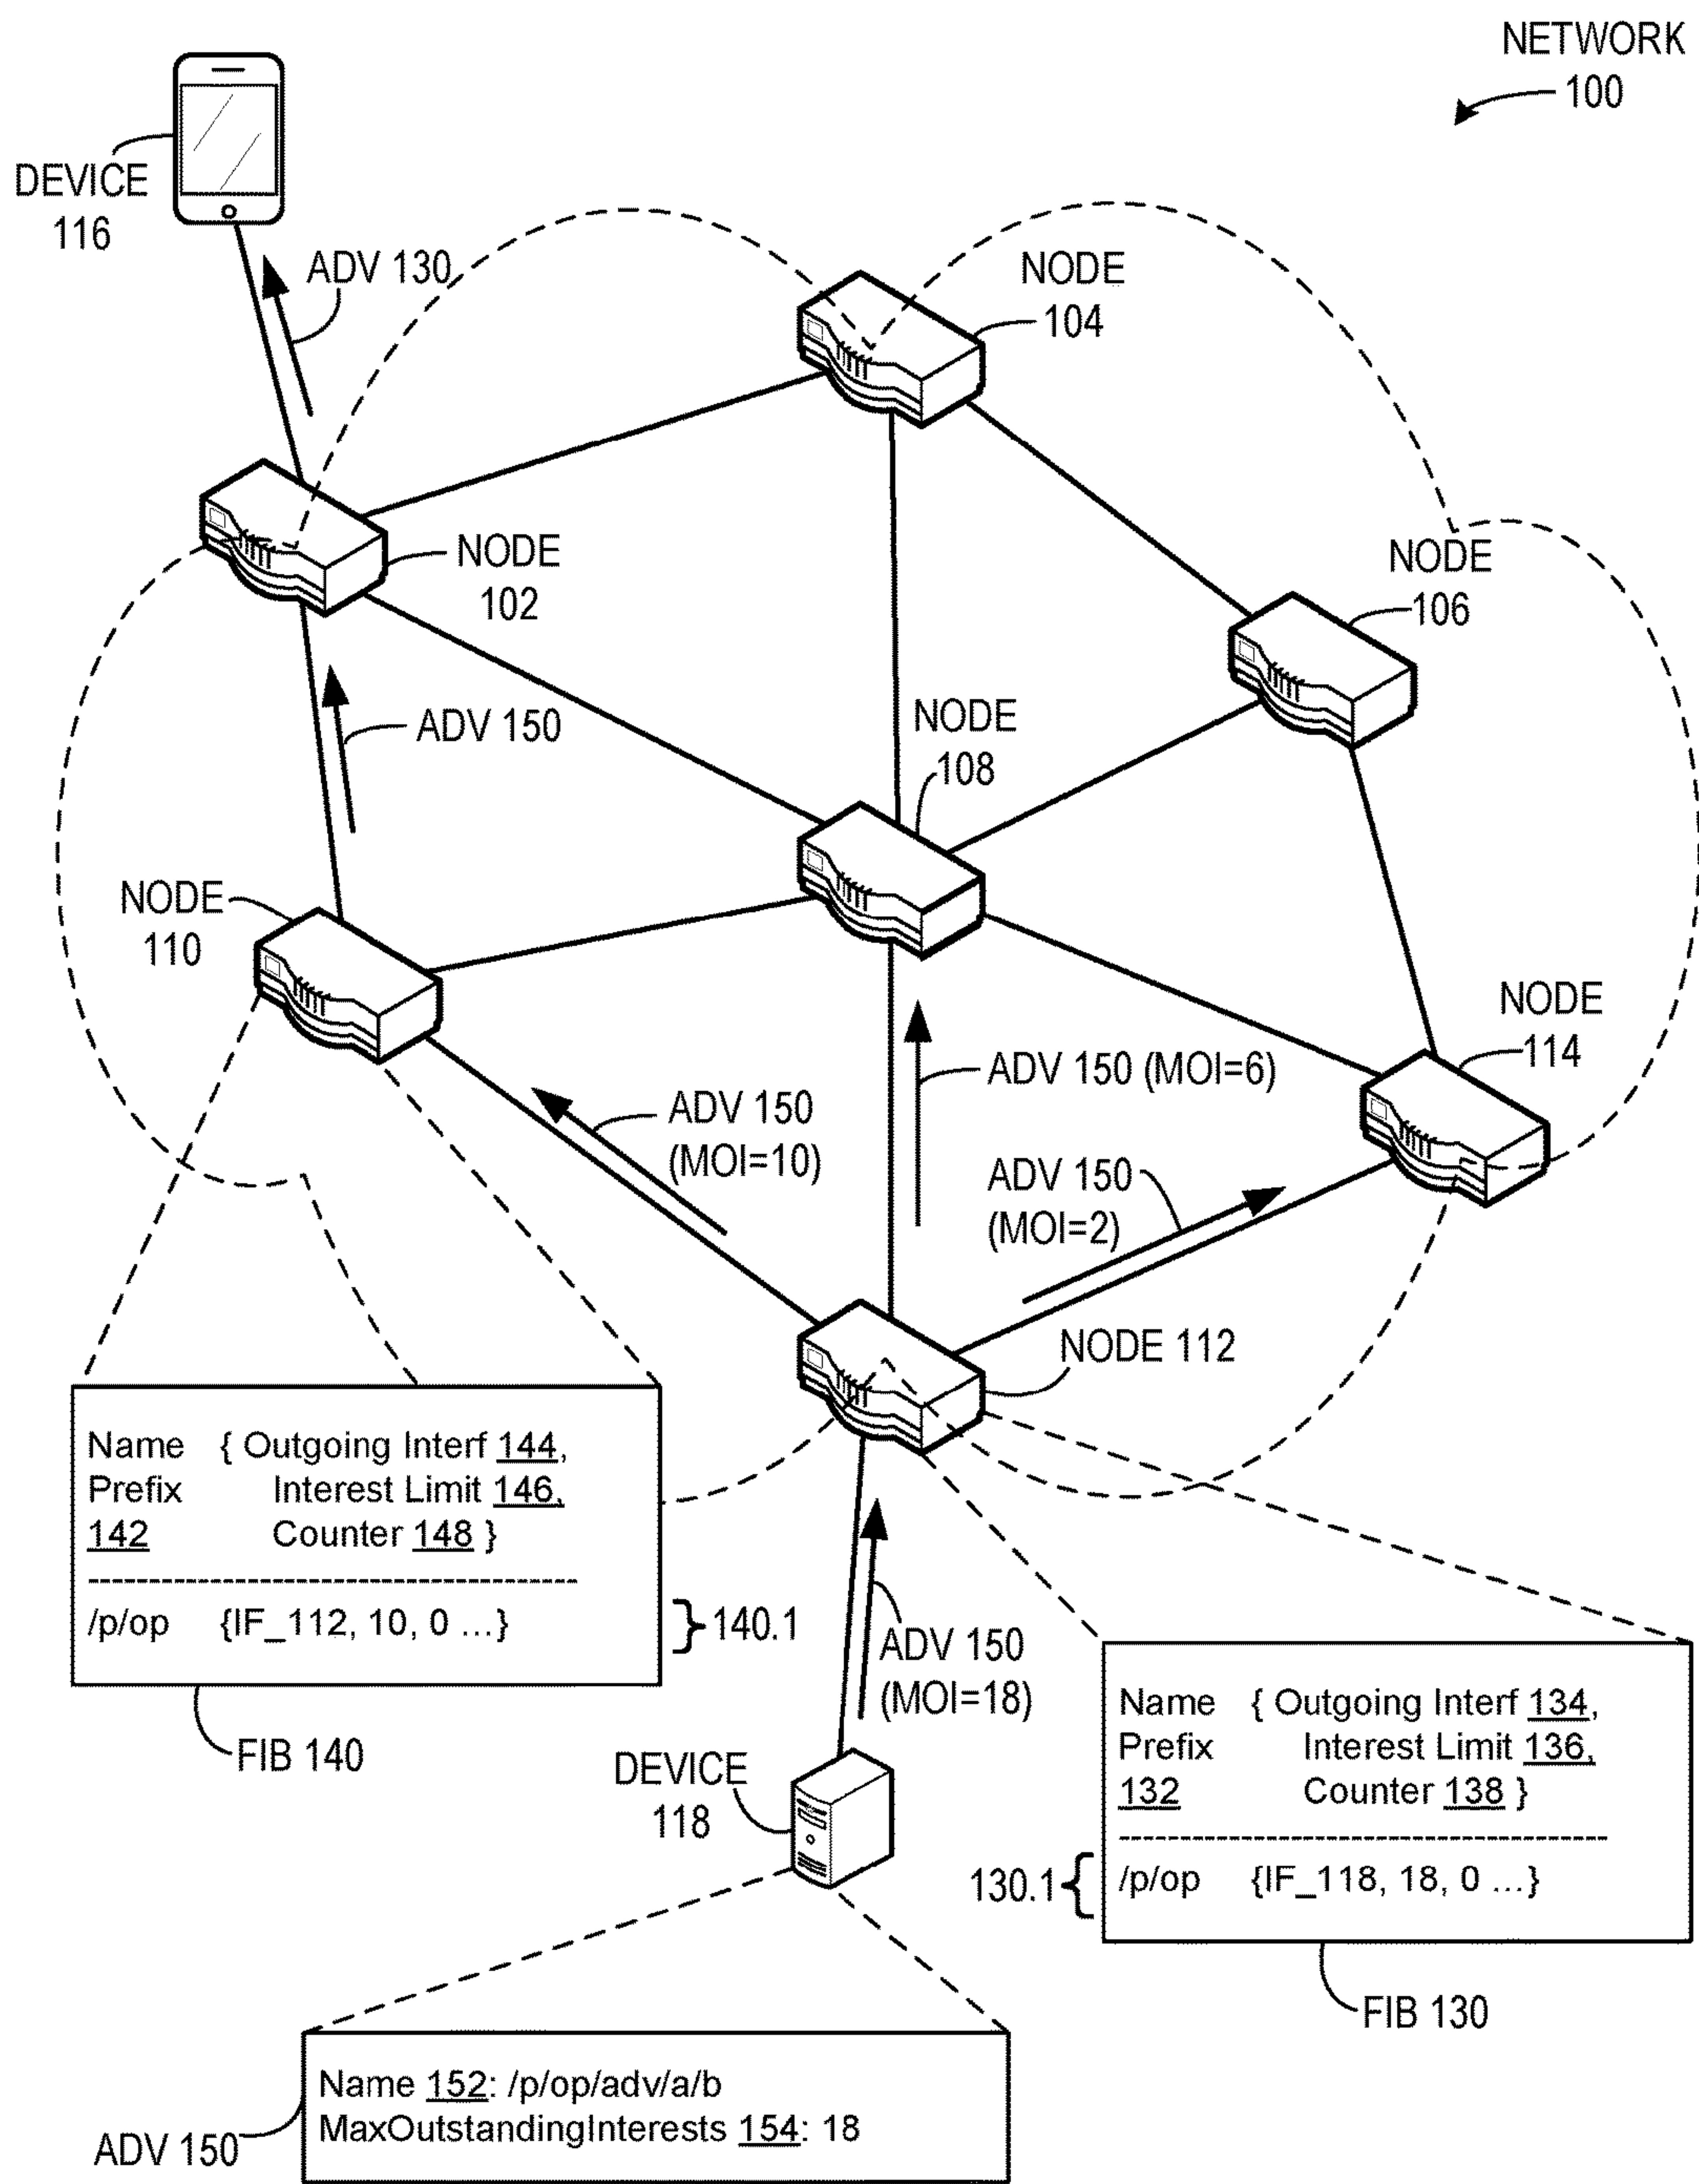 NETWORK
100
DEVICE
116
ADV 130
NODE
104
NODE
102
NODE
106
ADV 150
NODE
108
NODE
110
NODE
114
ADV 150 (MOI=6)
ADV 150
(MOI=10)
ADV 150
(MOI=2)
NODE 112
Name { Outgoing Interf 144,
Prefix Interest Limit 146,
142 Counter 148 }
/p/op {IF_112, 10, 0 ...}
140.1
FIB 140
ADV 150
(MOI=18)
DEVICE
118
Name { Outgoing Interf 134,
Prefix Interest Limit 136,
132 Counter 138 }
/p/op {IF_118, 18, 0 ...}
130.1
FIB 130
Name 152: /p/op/adv/a/b
MaxOutstandingInterests 154: 18
ADV 150